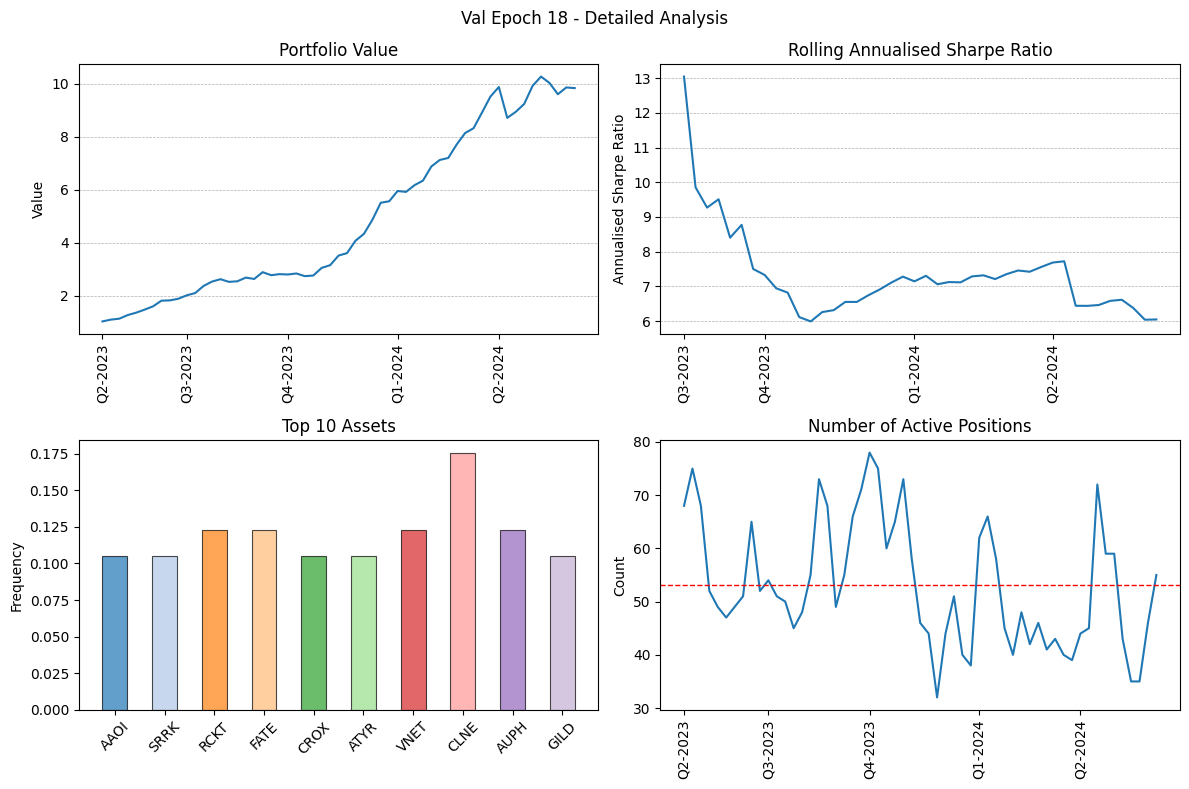 Val Epoch 18 - Detailed Analysis
Portfolio Value
Value
10
8
6
4
2
Q2-2023
Q3-2023
Q4-2023
Q1-2024
Q2-2024
Rolling Annualised Sharpe Ratio
Annualised Sharpe Ratio
13
12
11
10
9
8
7
6
Q3-2023
Q4-2023
Q1-2024
Q2-2024
Top 10 Assets
Frequency
0.175
0.150
0.125
0.100
0.075
0.050
0.025
0.000
AAOI
SRRK
RCKT
FATE
CROX
ATYR
VNET
CLNE
AUPH
GILD
Number of Active Positions
Count
80
70
60
50
40
30
Q2-2023
Q3-2023
Q4-2023
Q1-2024
Q2-2024